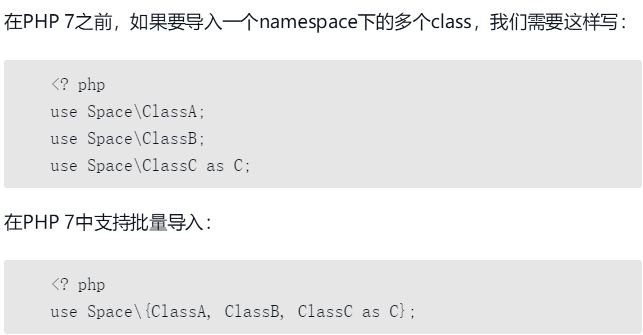 在PHP 7之前，如果要导入一个namespace下的多个class，我们需要这样写：
<? php
use Space\ClassA;
use Space\ClassB;
use Space\ClassC as C;
在PHP 7中支持批量导入：
<? php
use Space\{ClassA, ClassB, ClassC as C};